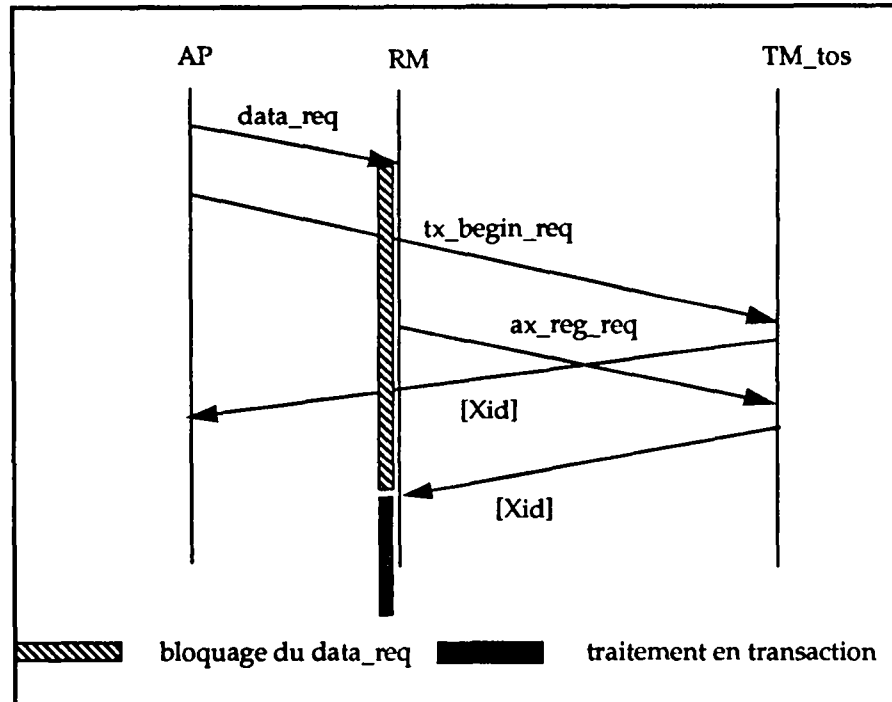 AP RM TM_tos
data_req
tx_begin_req
ax_reg_req
[Xid]
[Xid]
bloquage du data_req traitement en transaction